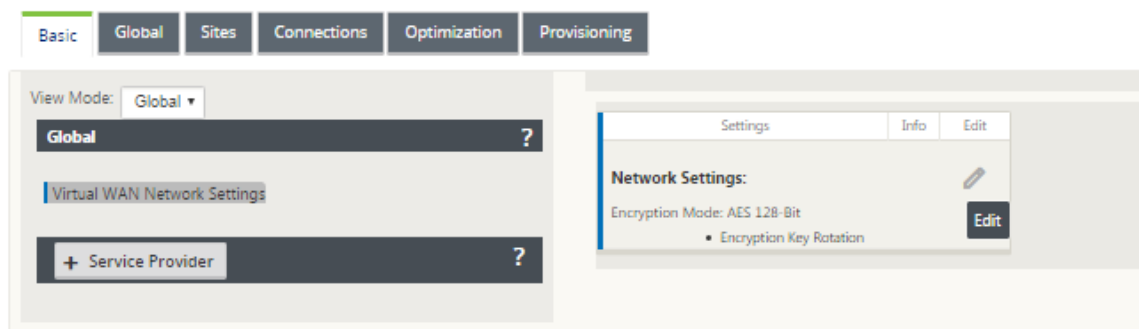 Basic Global Sites Connections Optimization Provisioning
View Mode: Global ▾
Global ?
Virtual WAN Network Settings
+ Service Provider ?
Settings Info Edit
Network Settings:
Encryption Mode: AES 128-Bit
Edit
• Encryption Key Rotation